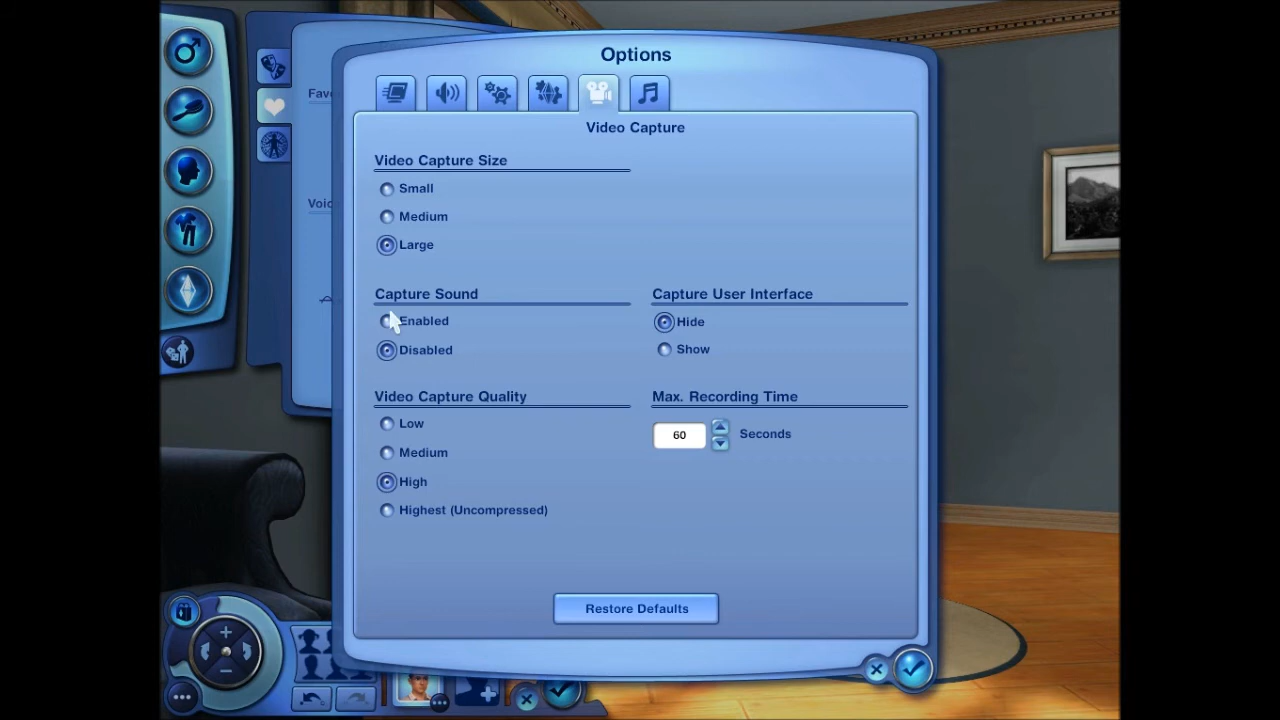 Options
Video Capture
Video Capture Size
Small
Medium
Large
Capture Sound
Enabled
Disabled
Capture User Interface
Hide
Show
Video Capture Quality
Low
Medium
High
Highest (Uncompressed)
Max. Recording Time
60 Seconds
Restore Defaults